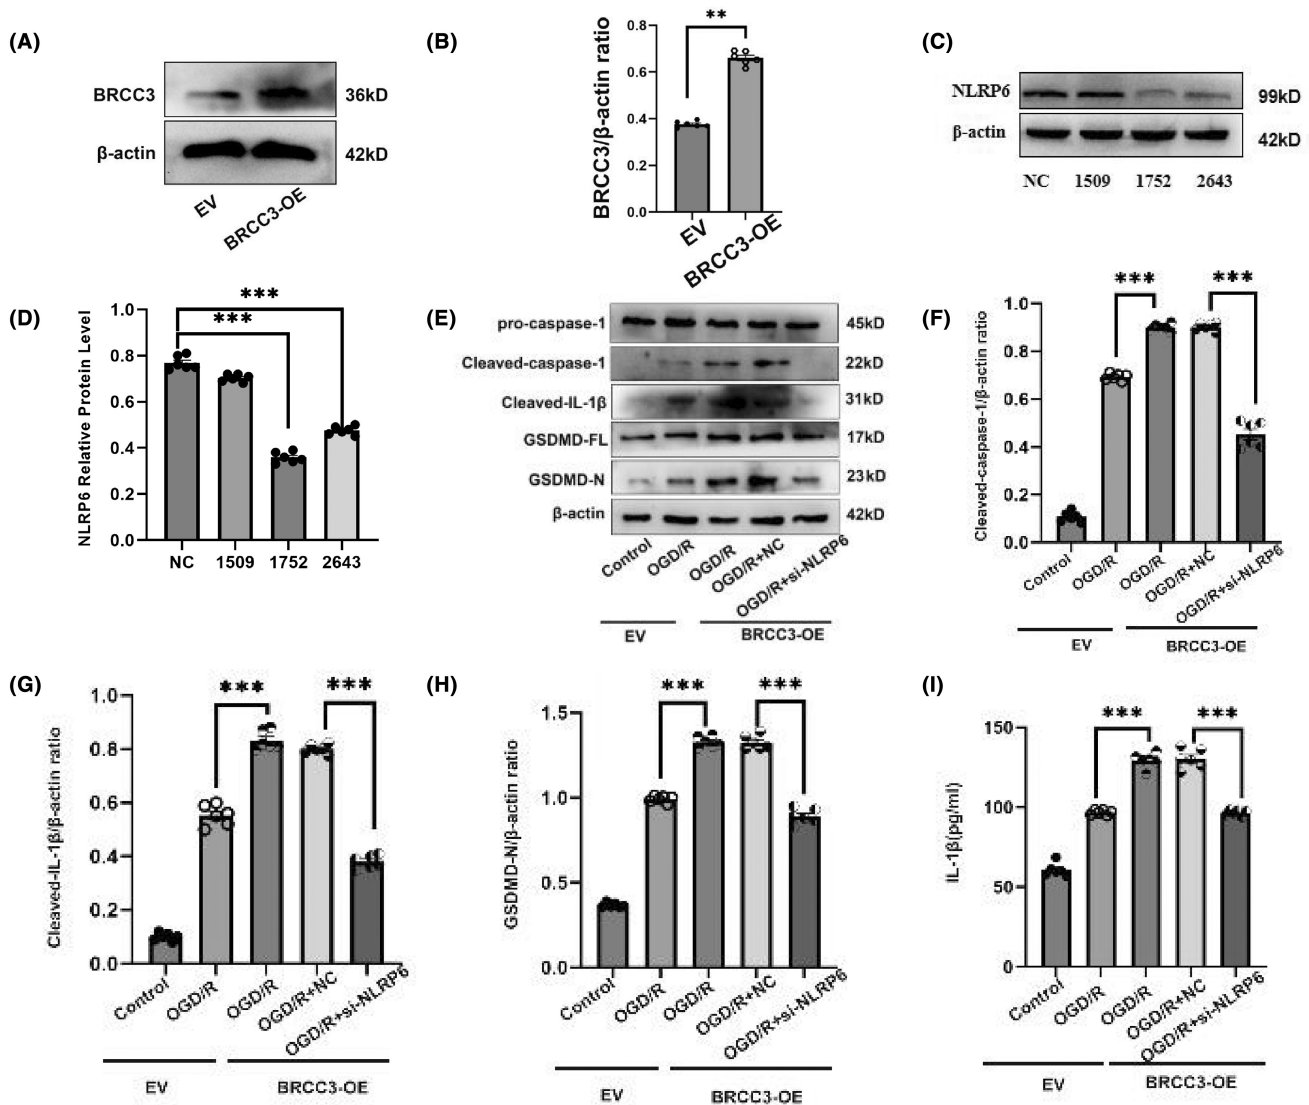 (A)
BRCC3
36kD
β-actin
42kD
EV
BRCC3-OE
(B)
BRCC3/β-actin ratio
0.8
0.6
0.4
0.2
0.0
**
EV
BRCC3-OE
(C)
NLRP6
99kD
β-actin
42kD
NC 1509 1752 2643
(D)
NLRP6 Relative Protein Level
1.0
0.8
0.6
0.4
0.2
0.0
***
***
NC 1509 1752 2643
(E)
pro-caspase-1 45kD
Cleaved-caspase-1 22kD
Cleaved-IL-1β 31kD
GSDMD-FL 17kD
GSDMD-N 23kD
β-actin 42kD
Control
OGD/R
OGD/R
OGD/R+NC
OGD/R+si-NLRP6
EV
BRCC3-OE
(F)
Cleaved-caspase-1/β-actin ratio
1.0
0.8
0.6
0.4
0.2
0.0
***
***
Control
OGD/R
OGD/R
OGD/R+NC
OGD/R+si-NLRP6
EV
BRCC3-OE
(G)
Cleaved-IL-1β/β-actin ratio
1.0
0.8
0.6
0.4
0.2
0.0
***
***
Control
OGD/R
OGD/R
OGD/R+NC
OGD/R+si-NLRP6
EV
BRCC3-OE
(H)
GSDMD-N/β-actin ratio
1.5
1.0
0.5
0.0
***
***
Control
OGD/R
OGD/R
OGD/R+NC
OGD/R+si-NLRP6
EV
BRCC3-OE
(I)
IL-1β(pg/ml)
150
100
50
0
***
***
Control
OGD/R
OGD/R
OGD/R+NC
OGD/R+si-NLRP6
EV
BRCC3-OE